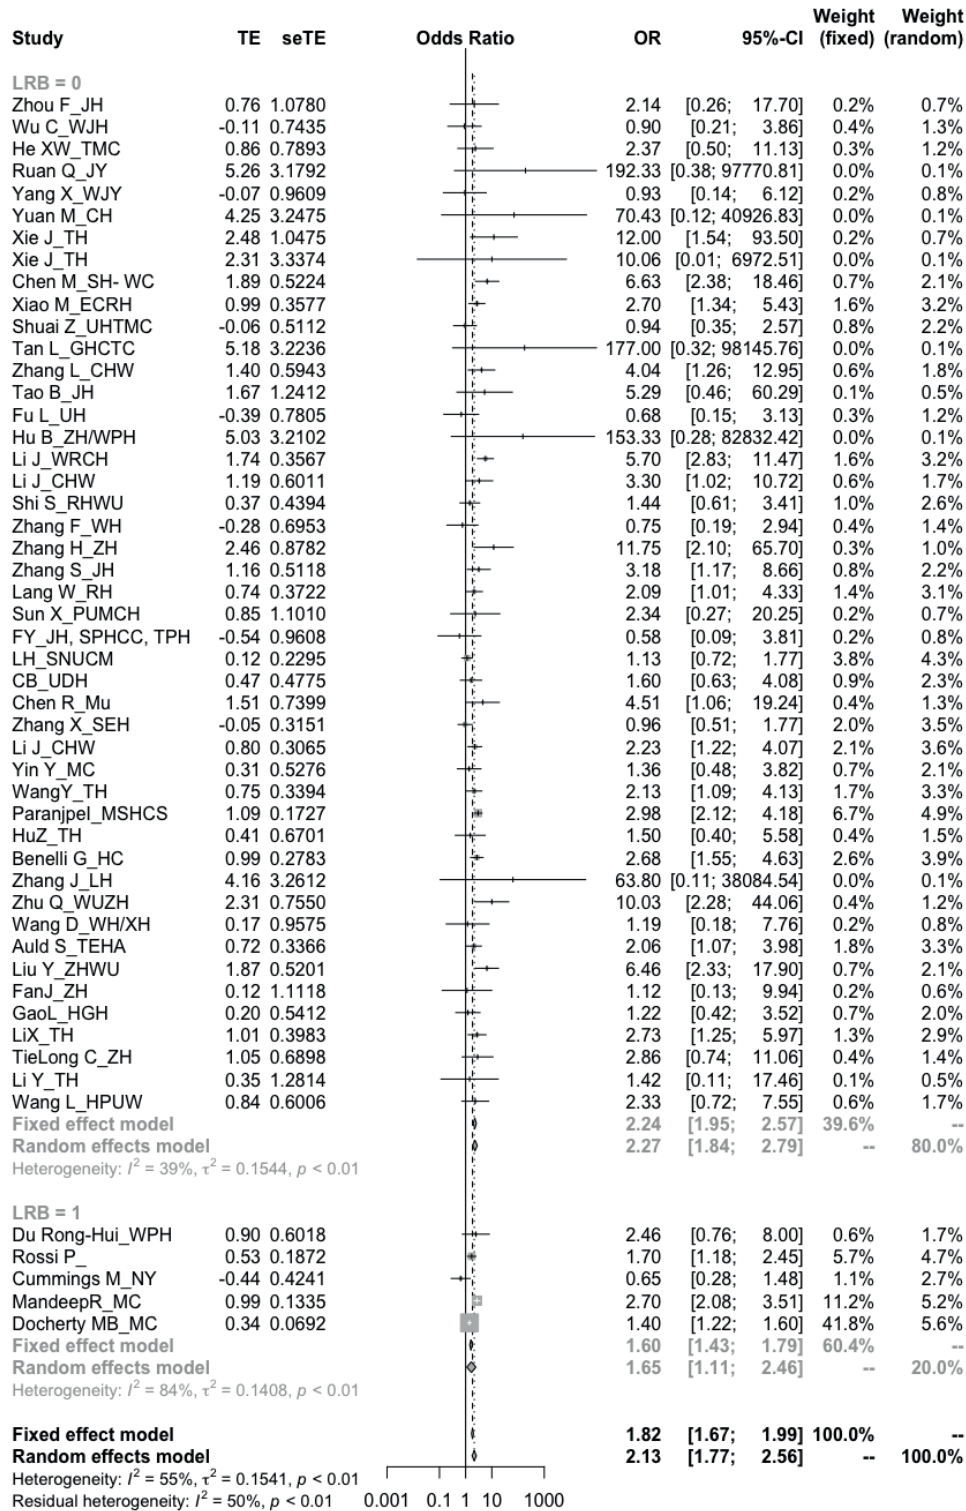 Weight Weight
Study TE seTE Odds Ratio OR 95%-CI (fixed) (random)
LRB = 0
Zhou F_JH 0.76 1.0780 2.14 [0.26; 17.70] 0.2% 0.7%
Wu C_WJH -0.11 0.7435 0.90 [0.21; 3.86] 0.4% 1.3%
He XW_TMC 0.86 0.7893 2.37 [0.50; 11.13] 0.3% 1.2%
Ruan Q_JY 5.26 3.1792 192.33 [0.38; 97770.81] 0.0% 0.1%
Yang X_WJY -0.07 0.9609 0.93 [0.14; 6.12] 0.2% 0.8%
Yuan M_CH 4.25 3.2475 70.43 [0.12; 40926.83] 0.0% 0.1%
Xie J_TH 2.48 1.0475 12.00 [1.54; 93.50] 0.2% 0.7%
Xie J_TH 2.31 3.3374 10.06 [0.01; 6972.51] 0.0% 0.1%
Chen M_SH- WC 1.89 0.5224 6.63 [2.38; 18.46] 0.7% 2.1%
Xiao M_ECRH 0.99 0.3577 2.70 [1.34; 5.43] 1.6% 3.2%
Shuai Z_UHTMC -0.06 0.5112 0.94 [0.35; 2.57] 0.8% 2.2%
Tan L_GHCTC 5.18 3.2236 177.00 [0.32; 98145.76] 0.0% 0.1%
Zhang L_CHW 1.40 0.5943 4.04 [1.26; 12.95] 0.6% 1.8%
Tao B_JH 1.67 1.2412 5.29 [0.46; 60.29] 0.1% 0.5%
Fu L_UH -0.39 0.7805 0.68 [0.15; 3.13] 0.3% 1.2%
Hu B_ZH/WPH 5.03 3.2102 153.33 [0.28; 82832.42] 0.0% 0.1%
Li J_WRCH 1.74 0.3567 5.70 [2.83; 11.47] 1.6% 3.2%
Li J_CHW 1.19 0.6011 3.30 [1.02; 10.72] 0.6% 1.7%
Shi S_RHWU 0.37 0.4394 1.44 [0.61; 3.41] 1.0% 2.6%
Zhang F_WH -0.28 0.6953 0.75 [0.19; 2.94] 0.4% 1.4%
Zhang H_ZH 2.46 0.8782 11.75 [2.10; 65.70] 0.3% 1.0%
Zhang S_JH 1.16 0.5118 3.18 [1.17; 8.66] 0.8% 2.2%
Lang W_RH 0.74 0.3722 2.09 [1.01; 4.33] 1.4% 3.1%
Sun X_PUMCH 0.85 1.1010 2.34 [0.27; 20.25] 0.2% 0.7%
FY_JH, SPHCC, TPH -0.54 0.9608 0.58 [0.09; 3.81] 0.2% 0.8%
LH_SNUCM 0.12 0.2295 1.13 [0.72; 1.77] 3.8% 4.3%
CB_UDH 0.47 0.4775 1.60 [0.63; 4.08] 0.9% 2.3%
Chen R_Mu 1.51 0.7399 4.51 [1.06; 19.24] 0.4% 1.3%
Zhang X_SEH -0.05 0.3151 0.96 [0.51; 1.77] 2.0% 3.5%
Li J_CHW 0.80 0.3065 2.23 [1.22; 4.07] 2.1% 3.6%
Yin Y_MC 0.31 0.5276 1.36 [0.48; 3.82] 0.7% 2.1%
WangY_TH 0.75 0.3394 2.13 [1.09; 4.13] 1.7% 3.3%
ParanjpeI_MSHCS 1.09 0.1727 2.98 [2.12; 4.18] 6.7% 4.9%
HuZ_TH 0.41 0.6701 1.50 [0.40; 5.58] 0.4% 1.5%
Benelli G_HC 0.99 0.2783 2.68 [1.55; 4.63] 2.6% 3.9%
Zhang J_LH 4.16 3.2612 63.80 [0.11; 38084.54] 0.0% 0.1%
Zhu Q_WUZH 2.31 0.7550 10.03 [2.28; 44.06] 0.4% 1.2%
Wang D_WH/XH 0.17 0.9575 1.19 [0.18; 7.76] 0.2% 0.8%
Auld S_TEHA 0.72 0.3366 2.06 [1.07; 3.98] 1.8% 3.3%
Liu Y_ZHWU 1.87 0.5201 6.46 [2.33; 17.90] 0.7% 2.1%
FanJ_ZH 0.12 1.1118 1.12 [0.13; 9.94] 0.2% 0.6%
GaoL_HGH 0.20 0.5412 1.22 [0.42; 3.52] 0.7% 2.0%
LiX_TH 1.01 0.3983 2.73 [1.25; 5.97] 1.3% 2.9%
TieLong C_ZH 1.05 0.6898 2.86 [0.74; 11.06] 0.4% 1.4%
Li Y_TH 0.35 1.2814 1.42 [0.11; 17.46] 0.1% 0.5%
Wang L_HPUW 0.84 0.6006 2.33 [0.72; 7.55] 0.6% 1.7%
Fixed effect model 2.24 [1.95; 2.57] 39.6% --
Random effects model 2.27 [1.84; 2.79] -- 80.0%
Heterogeneity: I² = 39%, τ² = 0.1544, p < 0.01
LRB = 1
Du Rong-Hui_WPH 0.90 0.6018 2.46 [0.76; 8.00] 0.6% 1.7%
Rossi P_ 0.53 0.1872 1.70 [1.18; 2.45] 5.7% 4.7%
Cummings M_NY -0.44 0.4241 0.65 [0.28; 1.48] 1.1% 2.7%
MandeepR_MC 0.99 0.1335 2.70 [2.08; 3.51] 11.2% 5.2%
Docherty MB_MC 0.34 0.0692 1.40 [1.22; 1.60] 41.8% 5.6%
Fixed effect model 1.60 [1.43; 1.79] 60.4% --
Random effects model 1.65 [1.11; 2.46] -- 20.0%
Heterogeneity: I² = 84%, τ² = 0.1408, p < 0.01
Fixed effect model 1.82 [1.67; 1.99] 100.0% --
Random effects model 2.13 [1.77; 2.56] -- 100.0%
Heterogeneity: I² = 55%, τ² = 0.1541, p < 0.01
Residual heterogeneity: I² = 50%, p < 0.01 0.001 0.1 10 1000